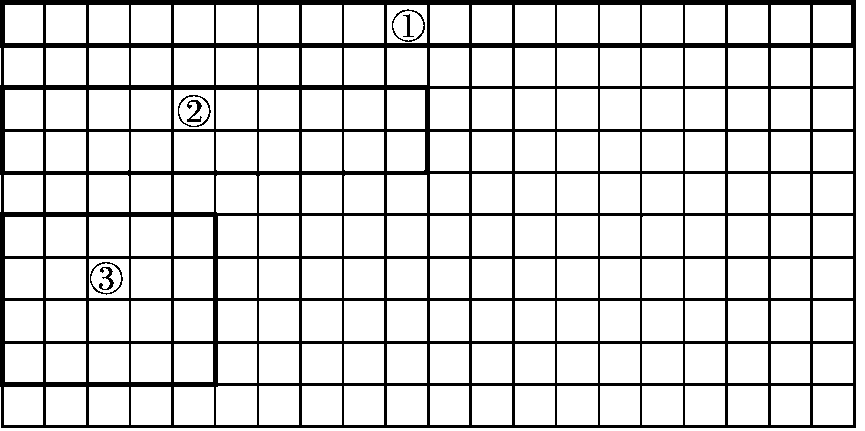 ①
②
③